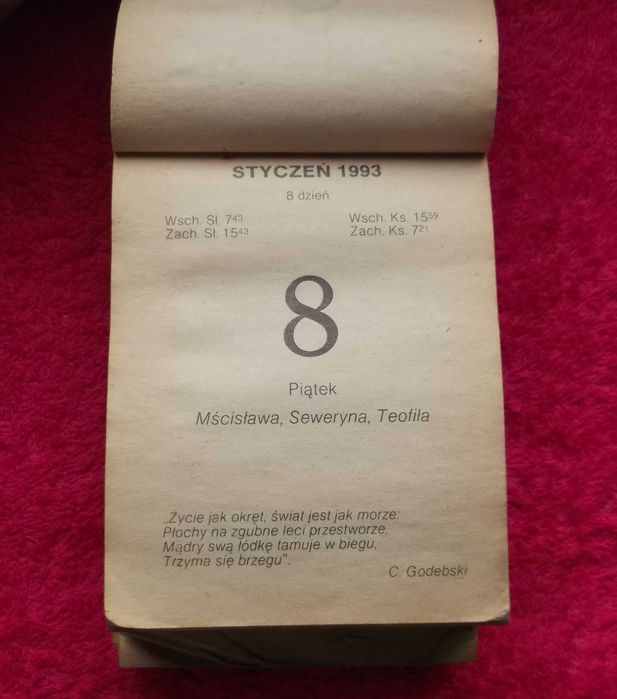 STYCZEŃ 1993
8 dzień
Wsch. Sł. 7⁴³
Zach. Sł. 15⁴³
Wsch. Ks. 15⁵⁹
Zach. Ks. 7²¹
8
Piątek
Mścisława, Seweryna, Teofila
„Życie jak okręt, świat jest jak morze:
Płochy na zgubne leci przestworze,
Mądry swą łódkę tamuje w biegu,
Trzyma się brzegu".
C. Godebski